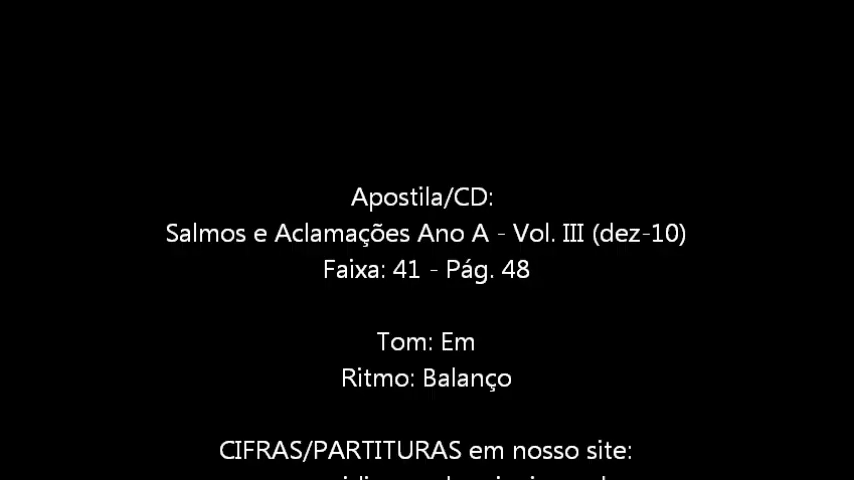 Apostila/CD:
Salmos e Aclamações Ano A - Vol. III (dez-10)
Faixa: 41 - Pág. 48
Tom: Em
Ritmo: Balanço
CIFRAS/PARTITURAS em nosso site: